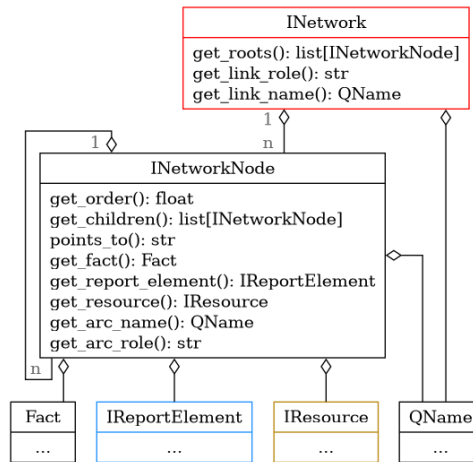 INetwork
get_roots(): list[INetworkNode]
get_link_role(): str
get_link_name(): QName
1
n
1
INetworkNode
get_order(): float
get_children(): list[INetworkNode]
points_to(): str
get_fact(): Fact
get_report_element(): IReportElement
get_resource(): IResource
get_arc_name(): QName
get_arc_role(): str
n
Fact
...
IReportElement
...
IResource
...
QName
...